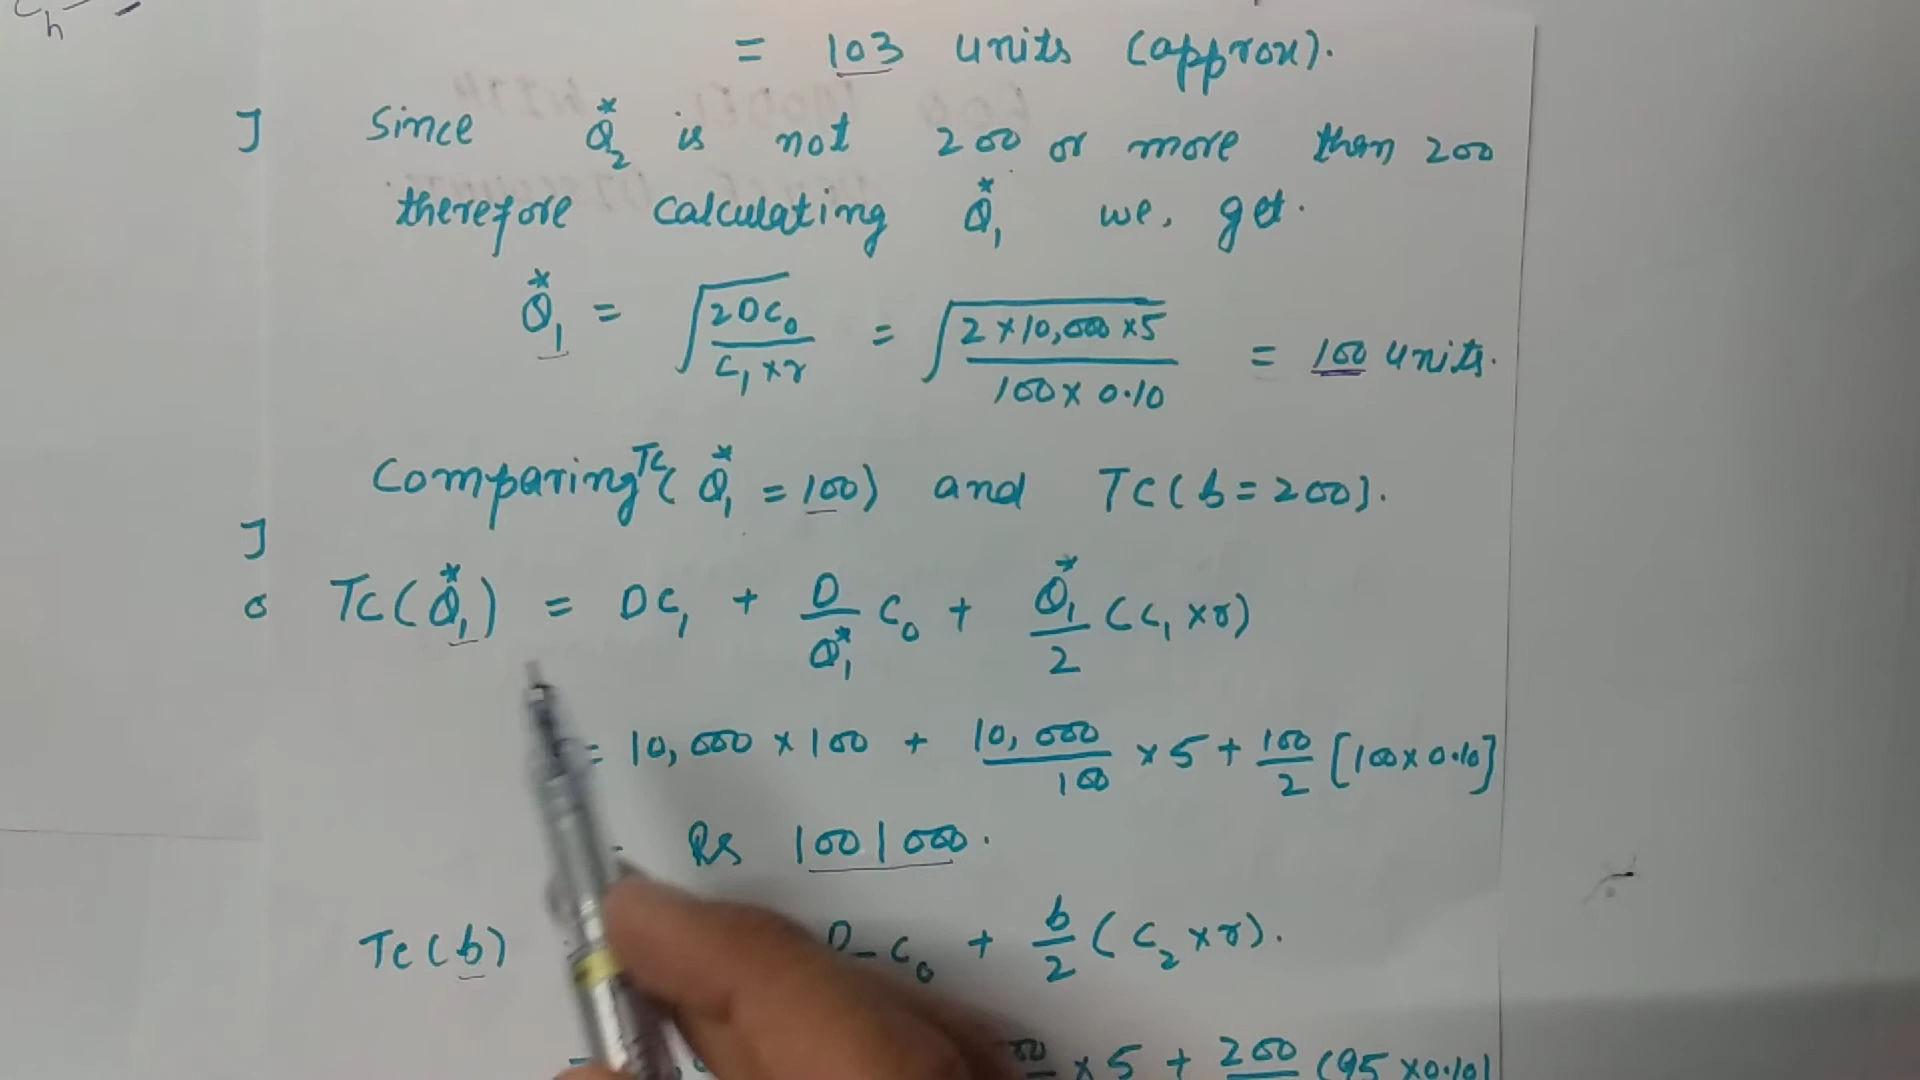 h
= 103 units (approx).
Since Q₂* is not 200 or more than 200
therefore calculating Q₁* we, get.
Q₁* = √(2DC₀ / C₁×r) = √(2×10,000×5 / 100×0.10) = 100 units.
Comparing TC(Q₁* = 100) and TC(b=200).
TC(Q₁*) = DC₁ + D/Q₁* C₀ + Q₁*/2 (C₁×r)
= 10,000×100 + 10,000/100 ×5 + 100/2 [100×0.10]
Rs 1001000.
TC(b) C₀ + b/2 (C₂×r).
×5 + 200 (95×0.10)